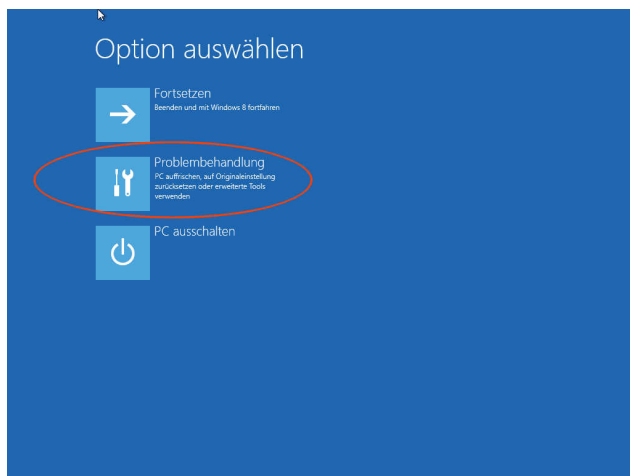 Option auswählen
Fortsetzen
Beenden und mit Windows 8 fortfahren
Problembehandlung
PC auffrischen, auf Originaleinstellung
zurücksetzen oder erweiterte Tools
verwenden
PC ausschalten